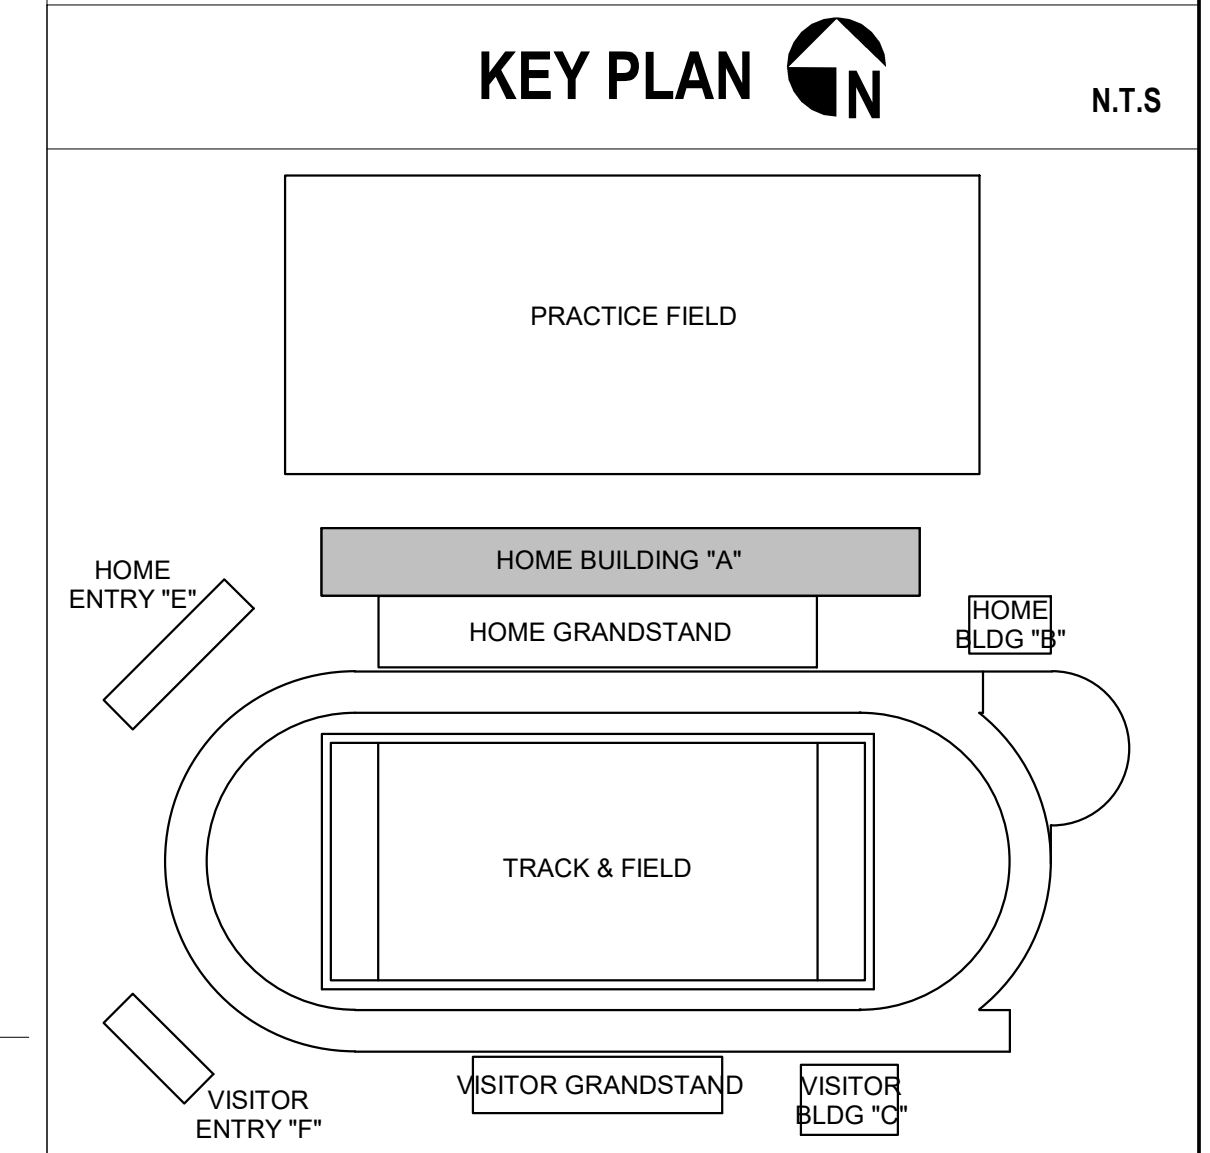 KEY PLAN
N
N.T.S
PRACTICE FIELD
HOME BUILDING "A"
HOME
ENTRY "E"
HOME GRANDSTAND
HOME
BLDG "B"
TRACK & FIELD
VISITOR GRANDSTAND
VISITOR
BLDG "C"
VISITOR
ENTRY "F"